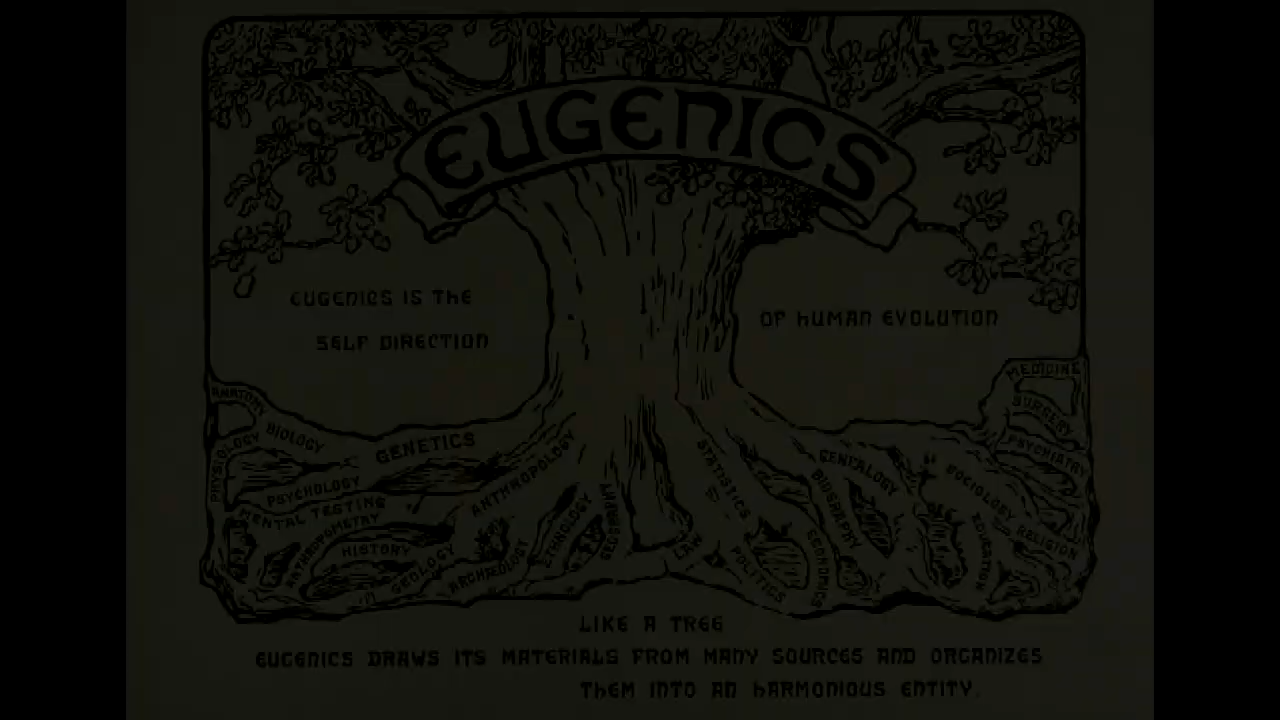 EUGENICS
EUGENICS IS THE
SELF DIRECTION
OF HUMAN EVOLUTION
ANATOMY
BIOLOGY
PHYSIOLOGY
GENETICS
PSYCHOLOGY
MENTAL TESTING
ANTHROPOMETRY
HISTORY
GEOLOGY
ANTHROPOLOGY
ARCHÆOLOGY
ETHNOLOGY
GEOGRAPHY
LAW
STATISTICS
POLITICS
ECONOMICS
BIOGRAPHY
GENEALOGY
EDUCATION
SOCIOLOGY
RELIGION
PSYCHIATRY
SURGERY
MEDICINE
LIKE A TREE
EUGENICS DRAWS ITS MATERIALS FROM MANY SOURCES AND ORGANIZES
THEM INTO AN HARMONIOUS ENTITY.